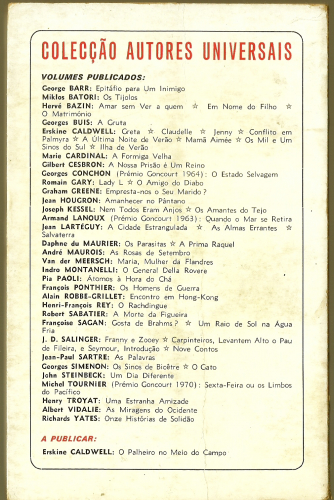 COLECÇÃO AUTORES UNIVERSAIS
VOLUMES PUBLICADOS:
George BARR: Epitáfio para Um Inimigo
Miklos BATORI: Os Tijolos
Hervé BAZIN: Amar sem Ver a quem ☆ Em Nome do Filho ☆
O Matrimónio
Georges BUIS: A Gruta
Erskine CALDWELL: Greta ☆ Claudelle ☆ Jenny ☆ Conflito em
Palmyra ☆ A Última Noite de Verão ☆ Mamã Aimée ☆ Os Mil e Um
Sinos do Sul ☆ Ilha de Verão
Marie CARDINAL: A Formiga Velha
Gilbert CESBRON: A Nossa Prisão é Um Reino
Georges CONCHON (Prémio Goncourt 1964): O Estado Selvagem
Romain GARY: Lady L ☆ O Amigo do Diabo
Graham GREENE: Empresta-nos o Seu Marido?
Jean HOUGRON: Amanhecer no Pântano
Joseph KESSEL: Nem Todos Eram Anjos ☆ Os Amantes do Tejo
Armand LANOUX (Prémio Goncourt 1963): Quando o Mar se Retira
Jean LARTÉGUY: A Cidade Estrangulada ☆ As Almas Errantes ☆
Salvaterra
Daphne du MAURIER: Os Parasitas ☆ A Prima Raquel
André MAUROIS: As Rosas de Setembro
Van der MEERSCH: Maria, Mulher da Flandres
Indro MONTANELLI: O General Della Rovere
Pia PAOLI: Atomos à Hora do Chá
François PONTHIER: Os Homens de Guerra
Alain ROBBE-GRILLET: Encontro em Hong-Kong
Henri-François REY: O Rachdingue
Robert SABATIER: A Morte da Figueira
Françoise SAGAN: Gosta de Brahms? ☆ Um Raio de Sol na Água
Fria
J. D. SALINGER: Franny e Zooey ☆ Carpinteiros, Levantem Alto o Pau
de Fileira, e Seymour, Introdução ☆ Nove Contos
Jean-Paul SARTRE: As Palavras
Georges SIMENON: Os Sinos de Bicêtre ☆ O Gato
John STEINBECK: Um Dia Diferente
Michel TOURNIER (Prémio Goncourt 1970): Sexta-Feira ou os Limbos
do Pacífico
Henry TROYAT: Uma Estranha Amizade
Albert VIDALIE: As Miragens do Ocidente
Richards YATES: Onze Histórias de Solidão
A PUBLICAR:
Erskine CALDWELL: O Palheiro no Meio do Campo